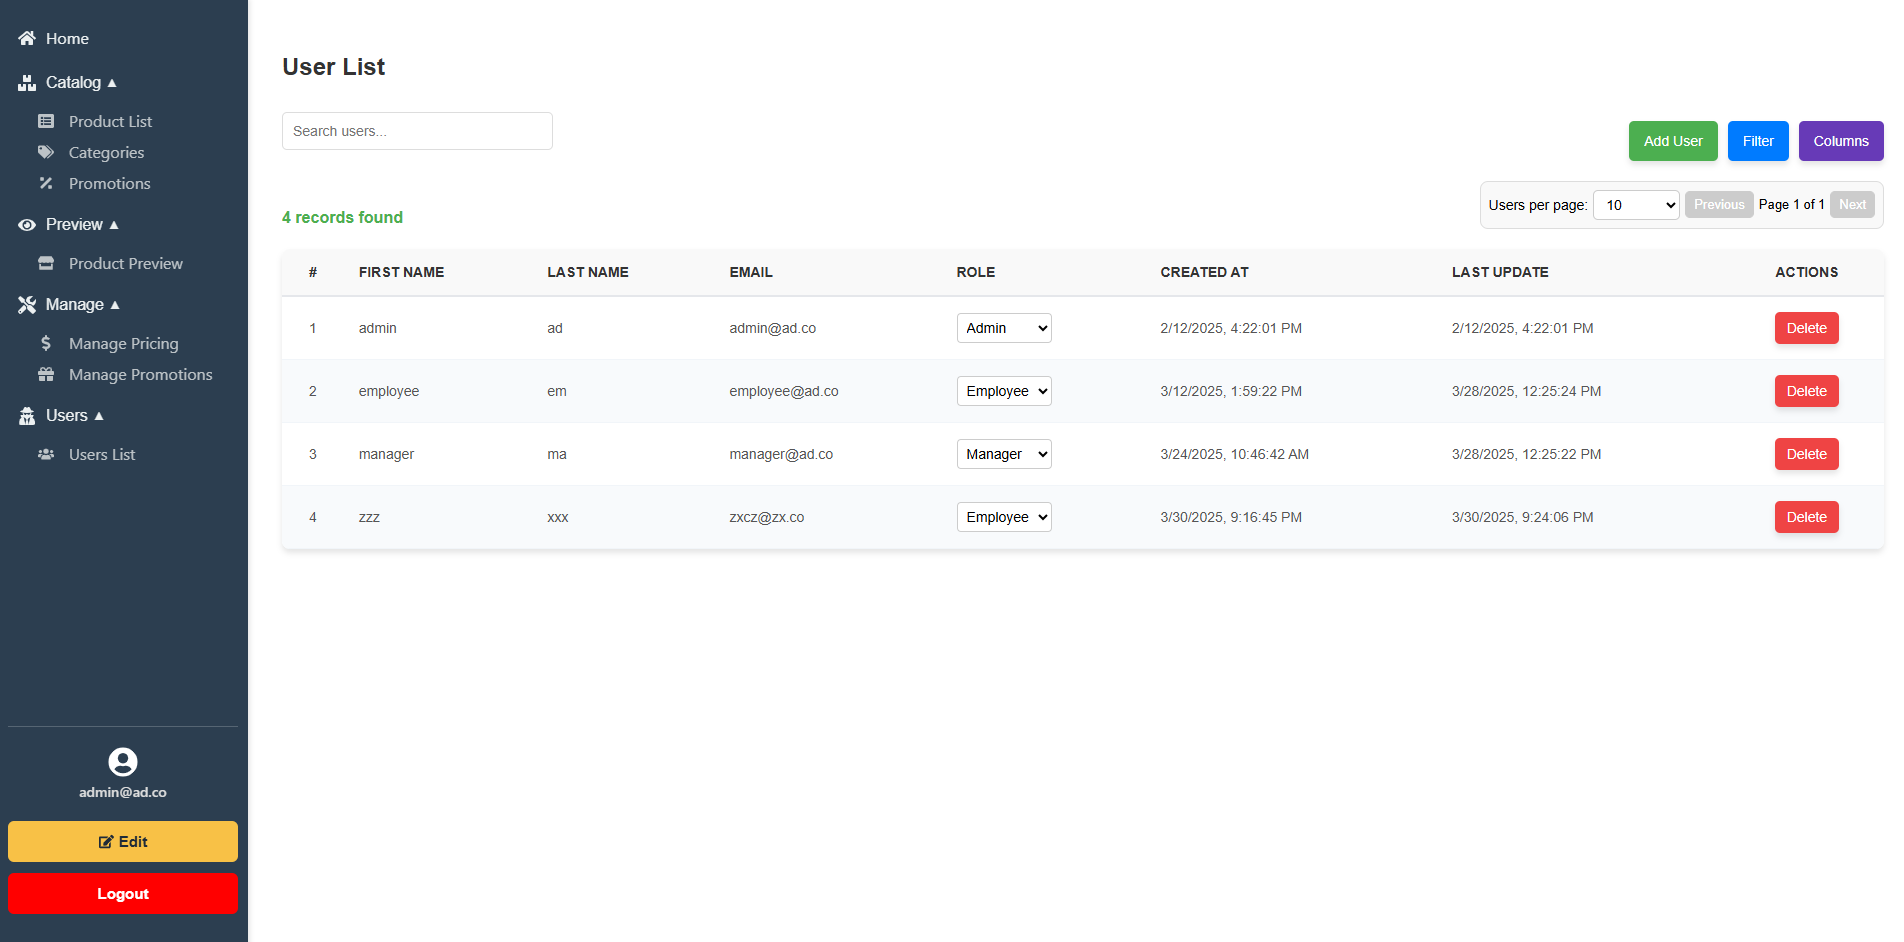 Home
Catalog ▲
Product List
Categories
Promotions
Preview ▲
Product Preview
Manage ▲
Manage Pricing
Manage Promotions
Users ▲
Users List
admin@ad.co
Edit
Logout
User List
Search users...
Add User Filter Columns
4 records found
Users per page: 10 Previous Page 1 of 1 Next
# FIRST NAME LAST NAME EMAIL ROLE CREATED AT LAST UPDATE ACTIONS
1 admin ad admin@ad.co Admin 2/12/2025, 4:22:01 PM 2/12/2025, 4:22:01 PM Delete
2 employee em employee@ad.co Employee 3/12/2025, 1:59:22 PM 3/28/2025, 12:25:24 PM Delete
3 manager ma manager@ad.co Manager 3/24/2025, 10:46:42 AM 3/28/2025, 12:25:22 PM Delete
4 zzz xxx zxcz@zx.co Employee 3/30/2025, 9:16:45 PM 3/30/2025, 9:24:06 PM Delete